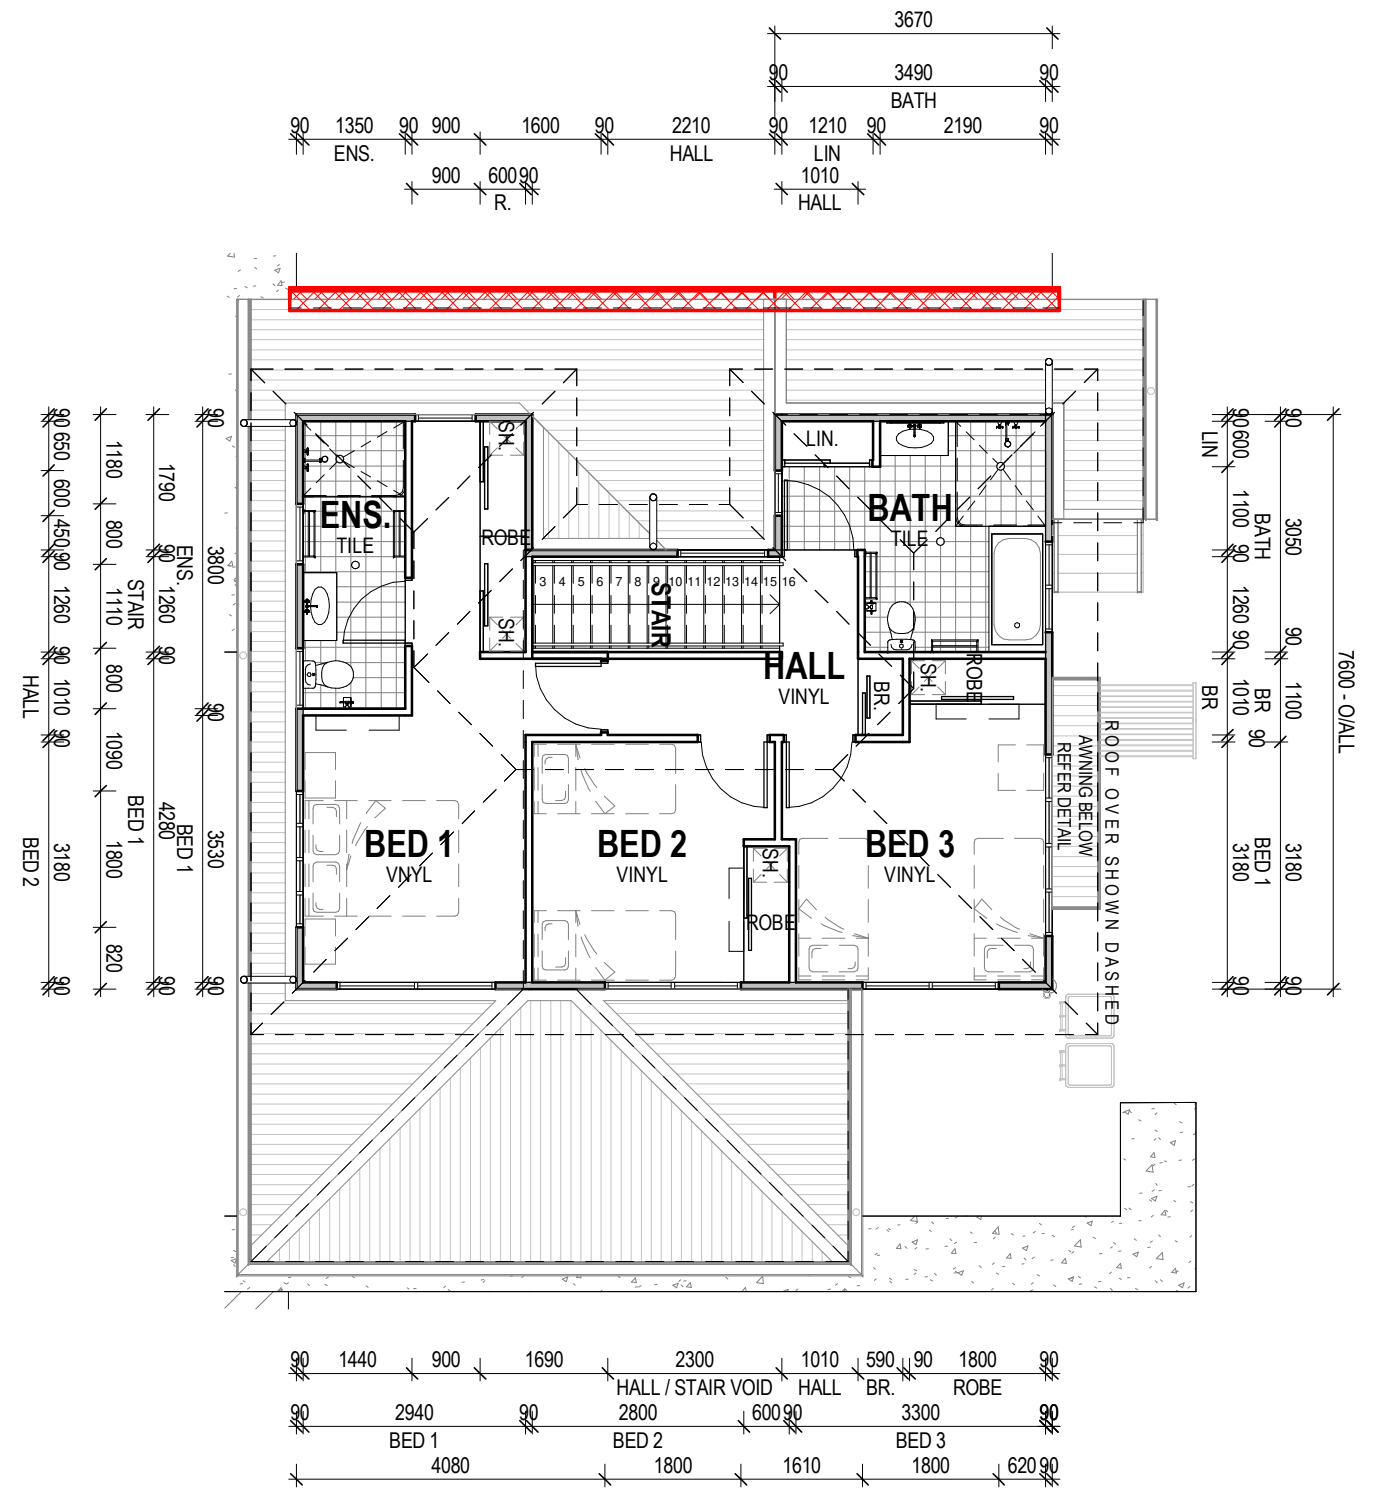 3670
90 3490 90
BATH
90 1350 90 900 1600 90 2210 90 1210 90 2190 90
ENS. HALL LIN
900 600 90 1010
R. HALL
90 650 600 450 90 1260 90 1010 90 3180 90
HALL BED 2
1180 800 1110 800 1090 1800 820
STAIR BED 1
1790 90 1260 90 4280 90
ENS. BED 1
90 3800 90 3530 90
SH.
ROBE
SH.
ENS.
TILE
LIN.
BATH
TILE
3 4 5 6 7 8 9 10 11 12 13 14 15 16
STAIR
HALL
VINYL
BR.
SH.
ROBE
BED 1
VNYL
BED 2
VINYL
BED 3
VINYL
SH.
ROBE
ROOF OVER SHOWN DASHED
AWNING BELOW
REFER DETAIL
90 600 1100 90 1260 90 1010 90 3180 90
LIN BR
BATH BR BED 1
90 3050 90 1100 3180 90
7600 - O/ALL
90 1440 900 1690 2300 1010 590 90 1800 90
HALL / STAIR VOID HALL BR. ROBE
90 2940 90 2800 600 90 3300 90
BED 1 BED 2 BED 3
4080 1800 1610 1800 620 90